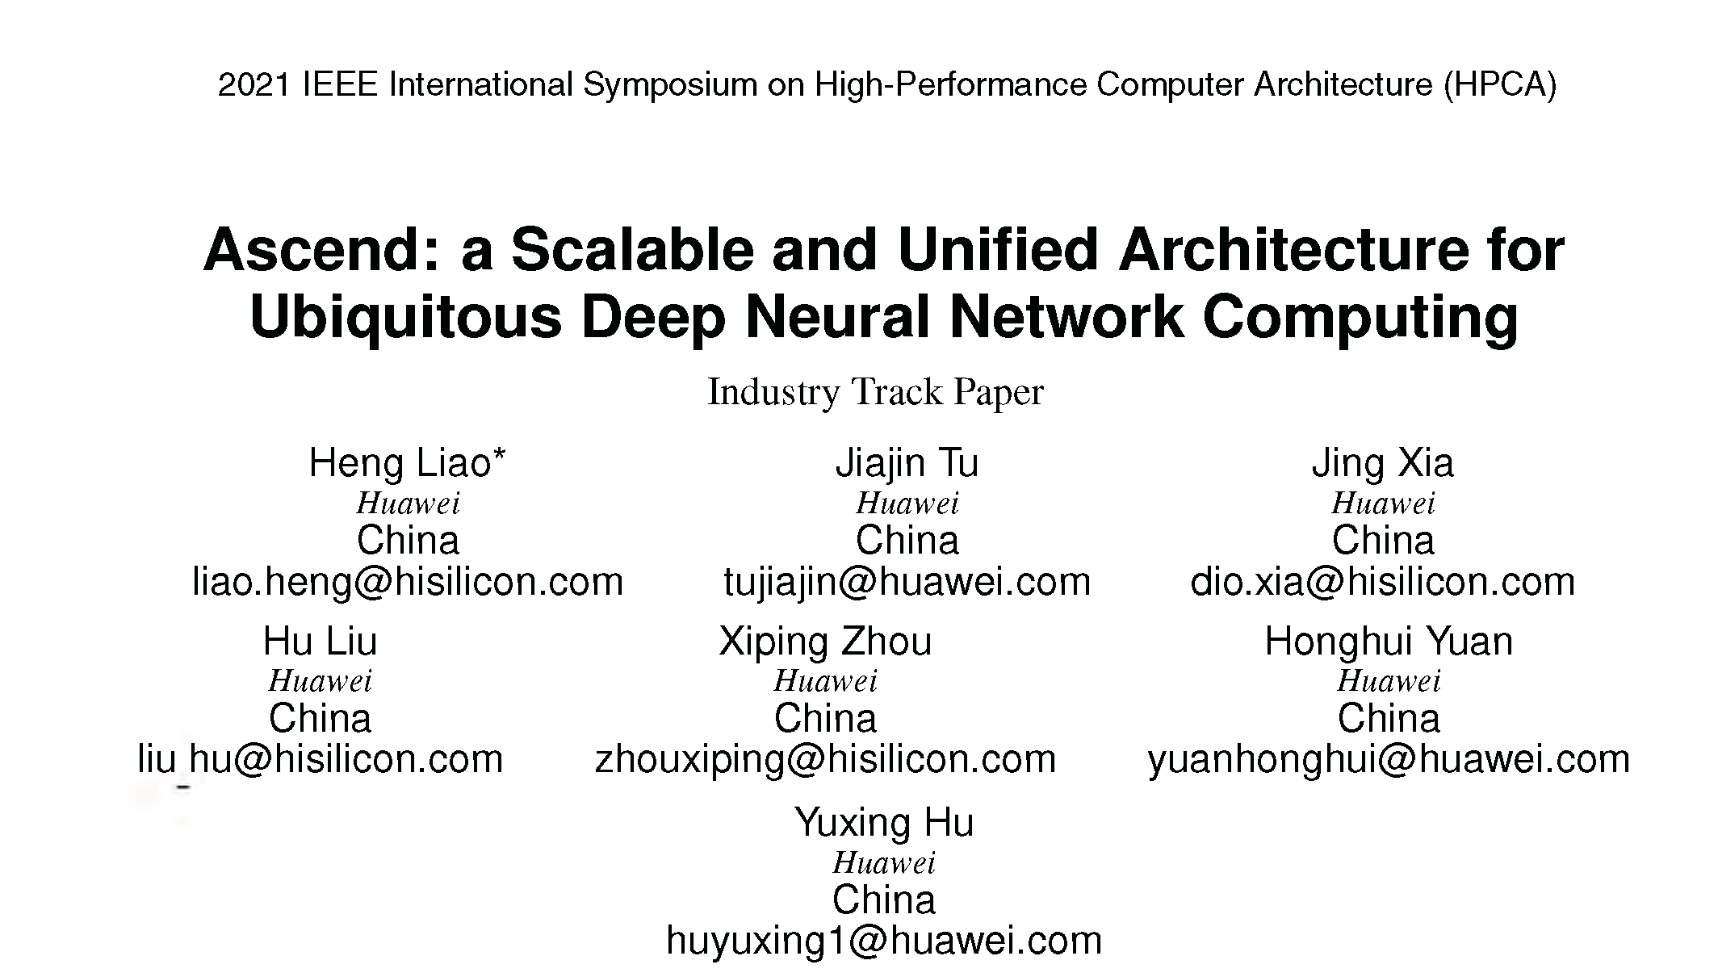 2021 IEEE International Symposium on High-Performance Computer Architecture (HPCA)
Ascend: a Scalable and Unified Architecture for
Ubiquitous Deep Neural Network Computing
Industry Track Paper
Heng Liao*
Huawei
China
liao.heng@hisilicon.com
Jiajin Tu
Huawei
China
tujiajin@huawei.com
Jing Xia
Huawei
China
dio.xia@hisilicon.com
Hu Liu
Huawei
China
liu_hu@hisilicon.com
Xiping Zhou
Huawei
China
zhouxiping@hisilicon.com
Honghui Yuan
Huawei
China
yuanhonghui@huawei.com
Yuxing Hu
Huawei
China
huyuxing1@huawei.com